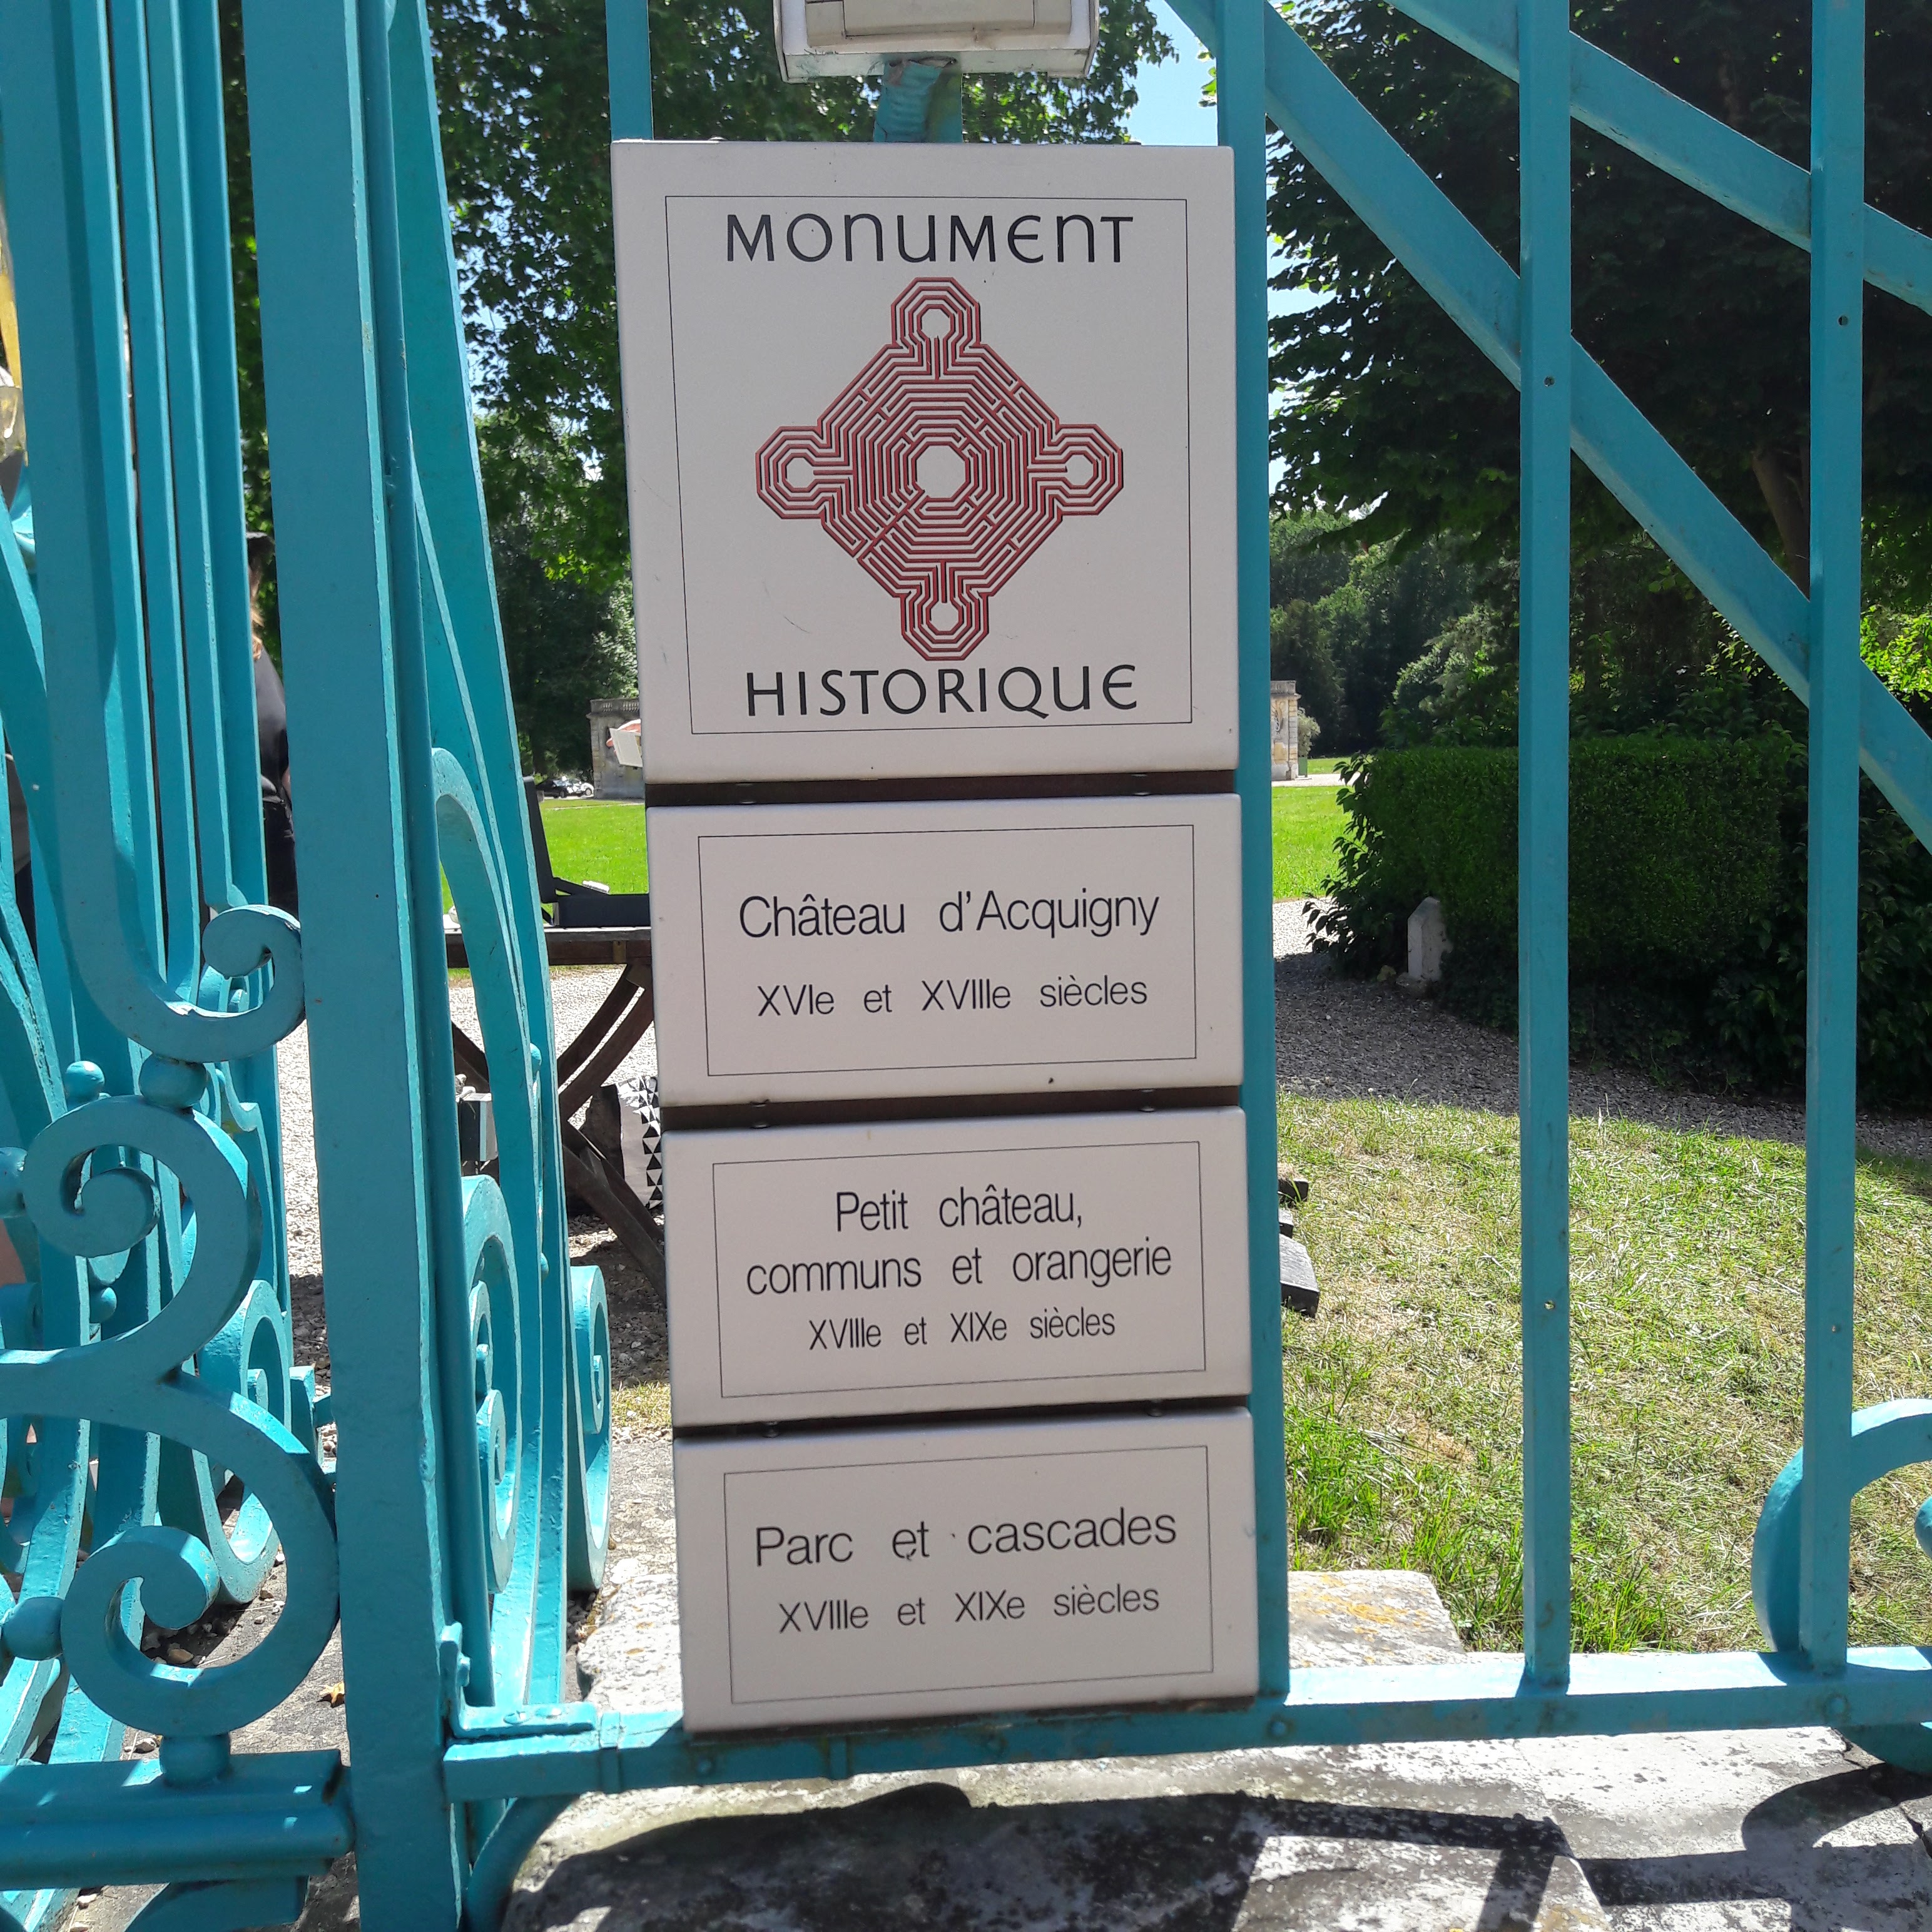 MONUMENT
HISTORIQUE
Château d'Acquigny
XVIe et XVIIIe siècles
Petit château,
communs et orangerie
XVIIIe et XIXe siècles
Parc et cascades
XVIIIe et XIXe siècles